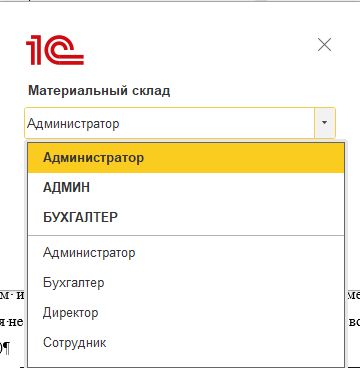 1С
Материальный склад
Администратор
Администратор
АДМИН
БУХГАЛТЕР
Администратор
Бухгалтер
Директор
Сотрудник